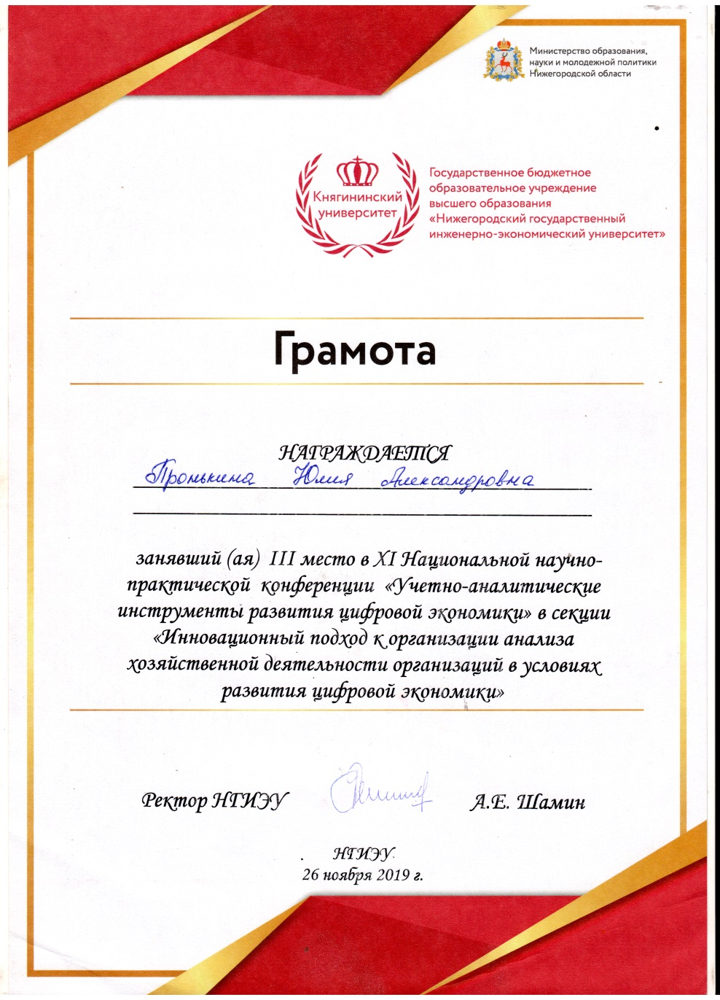 Министерство образования,
науки и молодежной политики
Нижегородской области
Княгининский
университет
Государственное бюджетное
образовательное учреждение
высшего образования
«Нижегородский государственный
инженерно-экономический университет»
Грамота
НАГРАЖДАЕТСЯ
Пронькина Юлия Александровна
занявший (ая) III место в XI Национальной научно-
практической конференции «Учетно-аналитические
инструменты развития цифровой экономики» в секции
«Инновационный подход к организации анализа
хозяйственной деятельности организаций в условиях
развития цифровой экономики»
Ректор НГИЭУ А.Е. Шамин
НГИЭУ
26 ноября 2019 г.